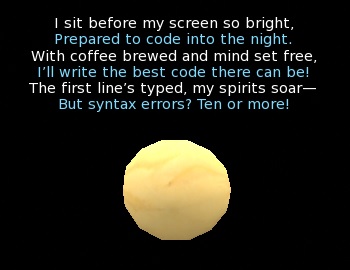 I sit before my screen so bright,
Prepared to code into the night.
With coffee brewed and mind set free,
I’ll write the best code there can be!
The first line’s typed, my spirits soar—
But syntax errors? Ten or more!